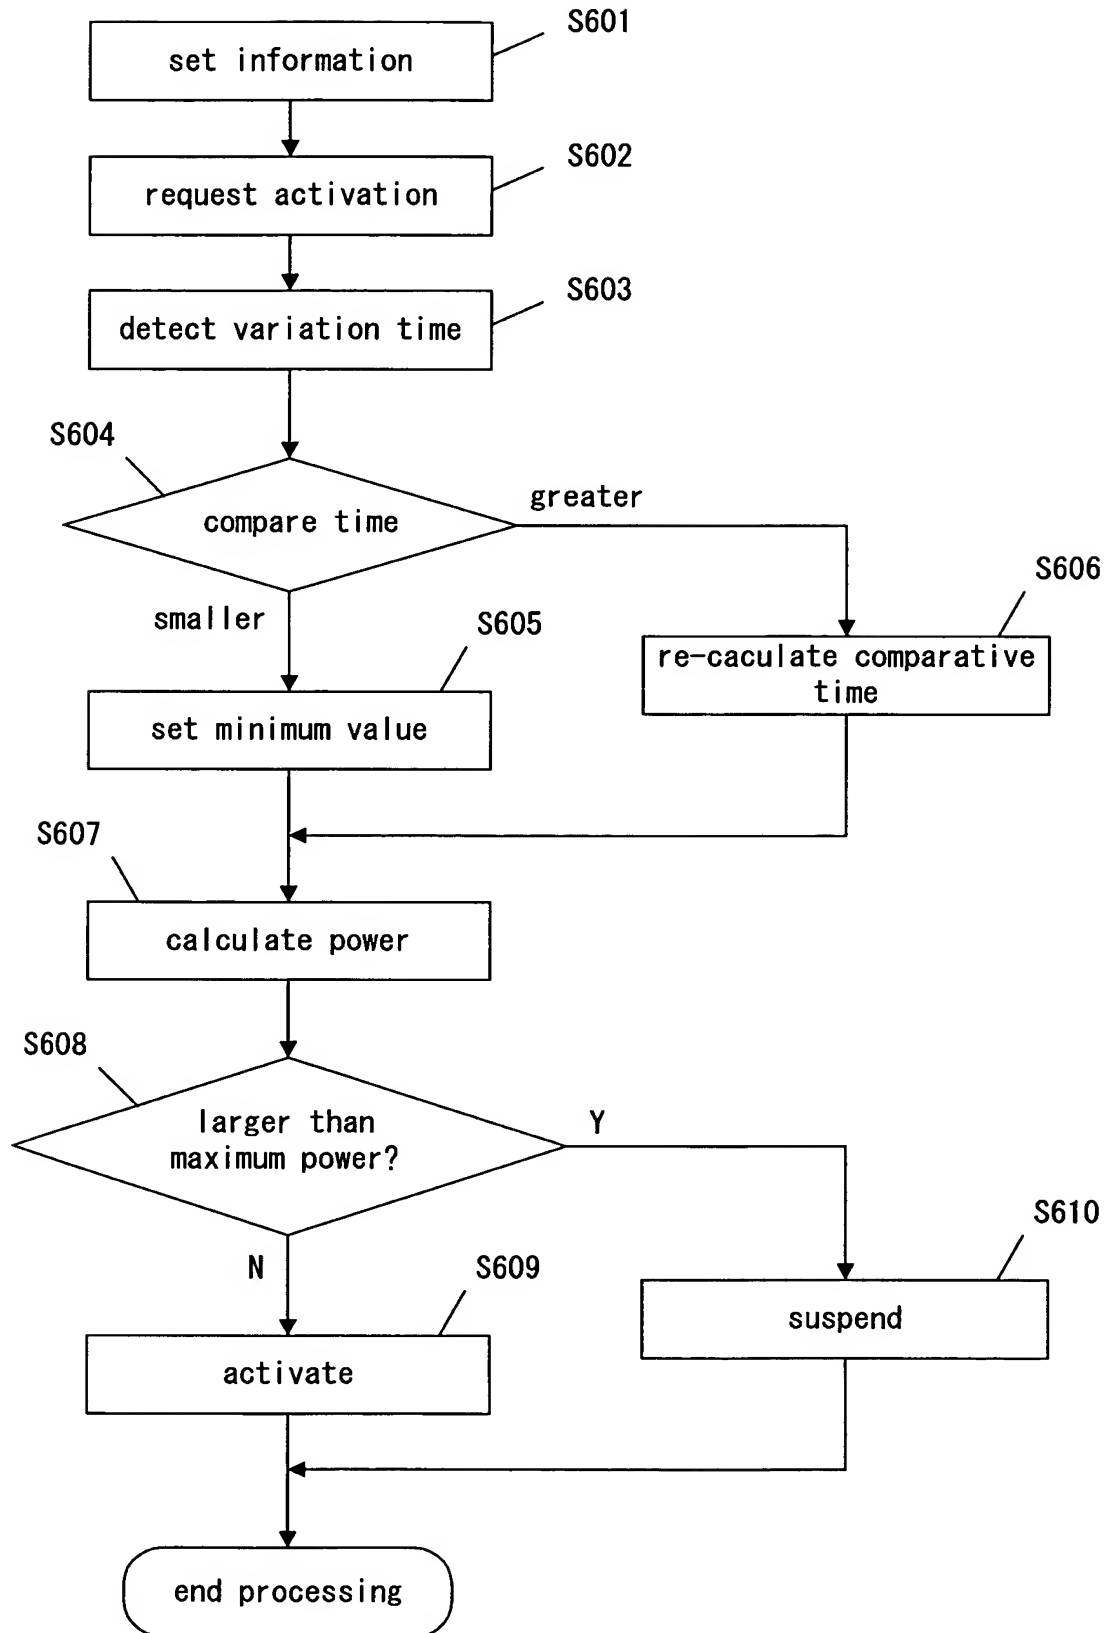 S601
set information
S602
request activation
S603
detect variation time
S604
compare time
greater
smaller
S605
S606
re-caculate comparative
time
set minimum value
S607
calculate power
S608
larger than
maximum power?
Y
N
S609
S610
suspend
activate
end processing